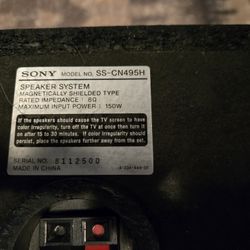 SONY MODEL NO. SS-CN495H
SPEAKER SYSTEM
MAGNETICALLY SHIELDED TYPE
RATED IMPEDANCE : 8Ω
MAXIMUM INPUT POWER : 150W
If the speakers should cause the TV screen to have
color irregularity, turn off the TV at once then turn it
on after 15 to 30 minutes. If color irregularity should
persist, place the speakers further away from the set.
SERIAL NO. 8112500
MADE IN CHINA